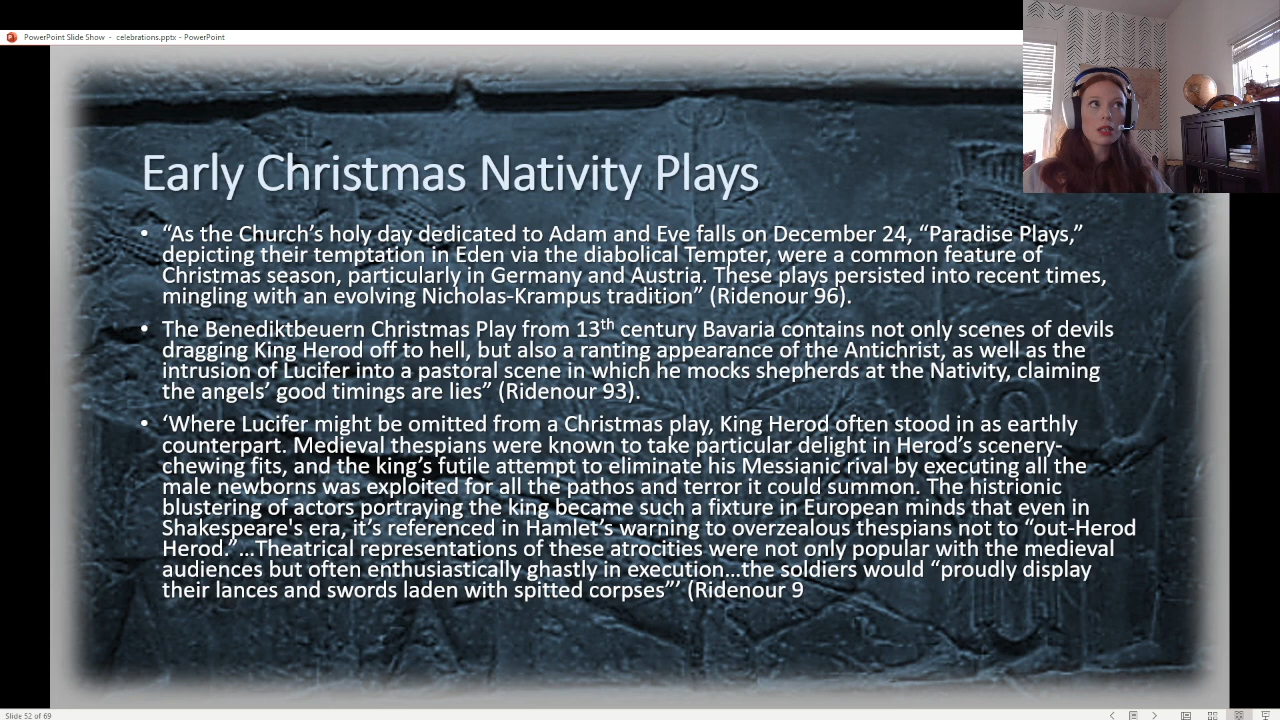 PowerPoint Slide Show - celebrations.pptx - PowerPoint
Early Christmas Nativity Plays
• “As the Church’s holy day dedicated to Adam and Eve falls on December 24, “Paradise Plays,”
depicting their temptation in Eden via the diabolical Tempter, were a common feature of
Christmas season, particularly in Germany and Austria. These plays persisted into recent times,
mingling with an evolving Nicholas-Krampus tradition” (Ridenour 96).
• The Benediktbeuern Christmas Play from 13th century Bavaria contains not only scenes of devils
dragging King Herod off to hell, but also a ranting appearance of the Antichrist, as well as the
intrusion of Lucifer into a pastoral scene in which he mocks shepherds at the Nativity, claiming
the angels’ good timings are lies” (Ridenour 93).
• ‘Where Lucifer might be omitted from a Christmas play, King Herod often stood in as earthly
counterpart. Medieval thespians were known to take particular delight in Herod’s scenery-
chewing fits, and the king’s futile attempt to eliminate his Messianic rival by executing all the
male newborns was exploited for all the pathos and terror it could summon. The histrionic
blustering of actors portraying the king became such a fixture in European minds that even in
Shakespeare's era, it’s referenced in Hamlet’s warning to overzealous thespians not to “out-Herod
Herod.”…Theatrical representations of these atrocities were not only popular with the medieval
audiences but often enthusiastically ghastly in execution…the soldiers would “proudly display
their lances and swords laden with spitted corpses”’ (Ridenour 9
Slide 52 of 69